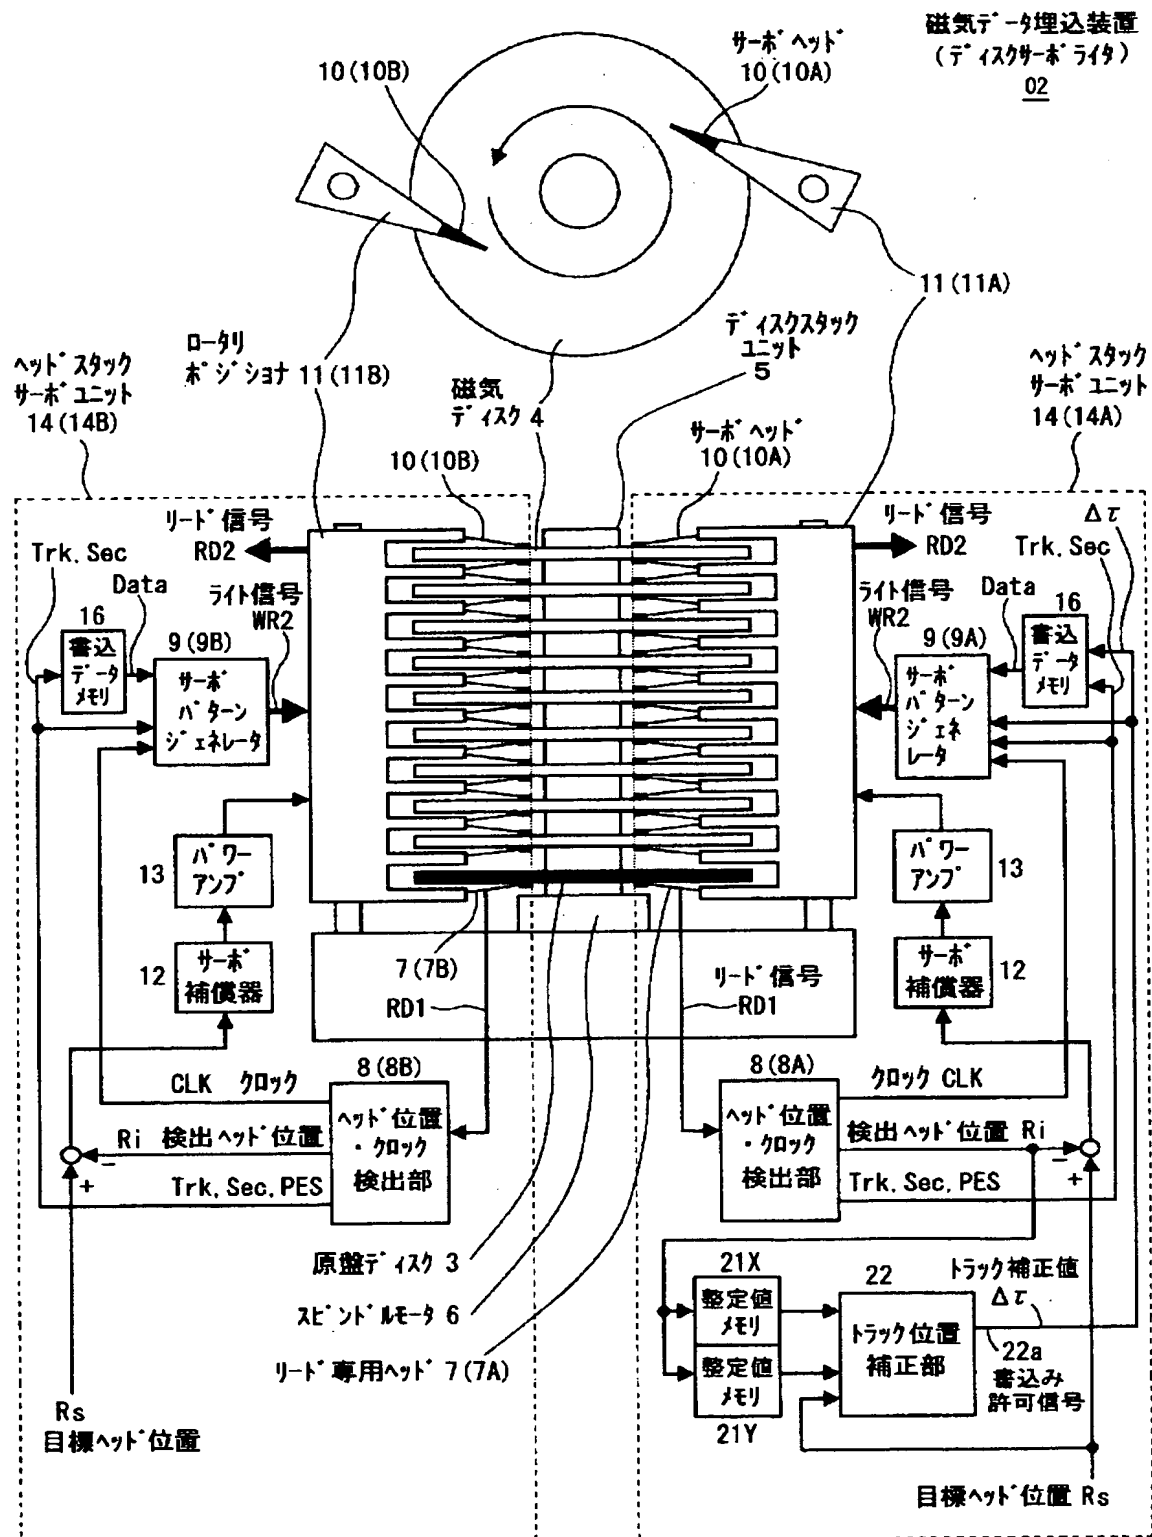 磁気データ埋込装置
(ディスクサーボライタ)
02
サーボヘッド
10(10A)
10(10B)
11(11A)
ディスクスタック
ユニット
5
ロータリ
ポジショナ 11(11B)
磁気
ディスク 4
ヘッドスタック
サーボユニット
14(14B)
ヘッドスタック
サーボユニット
14(14A)
10(10B)
サーボヘッド
10(10A)
リード信号
RD2
Trk.Sec
Data
ライト信号
WR2
16
書込
データ
メモリ
9(9B)
サーボ
パターン
ジェネレータ
リード信号
RD2
Δτ
Trk.Sec
Data
ライト信号
WR2
16
書込
データ
メモリ
9(9A)
サーボ
パターン
ジェネ
レータ
13
パワー
アンプ
12
サーボ
補償器
パワー
アンプ
13
サーボ
補償器
12
7(7B)
RD1
リード信号
RD1
8(8B)
ヘッド位置
・クロック
検出部
CLK クロック
Ri 検出ヘッド位置
Trk.Sec.PES
−
+
8(8A)
ヘッド位置
・クロック
検出部
クロック CLK
検出ヘッド位置 Ri
Trk.Sec.PES
−
+
原盤ディスク 3
スピンドルモータ 6
リード専用ヘッド 7(7A)
21X
整定値
メモリ
整定値
メモリ
21Y
22
トラック位置
補正部
トラック補正値
Δτ
22a
書込み
許可信号
Rs
目標ヘッド位置
目標ヘッド位置 Rs